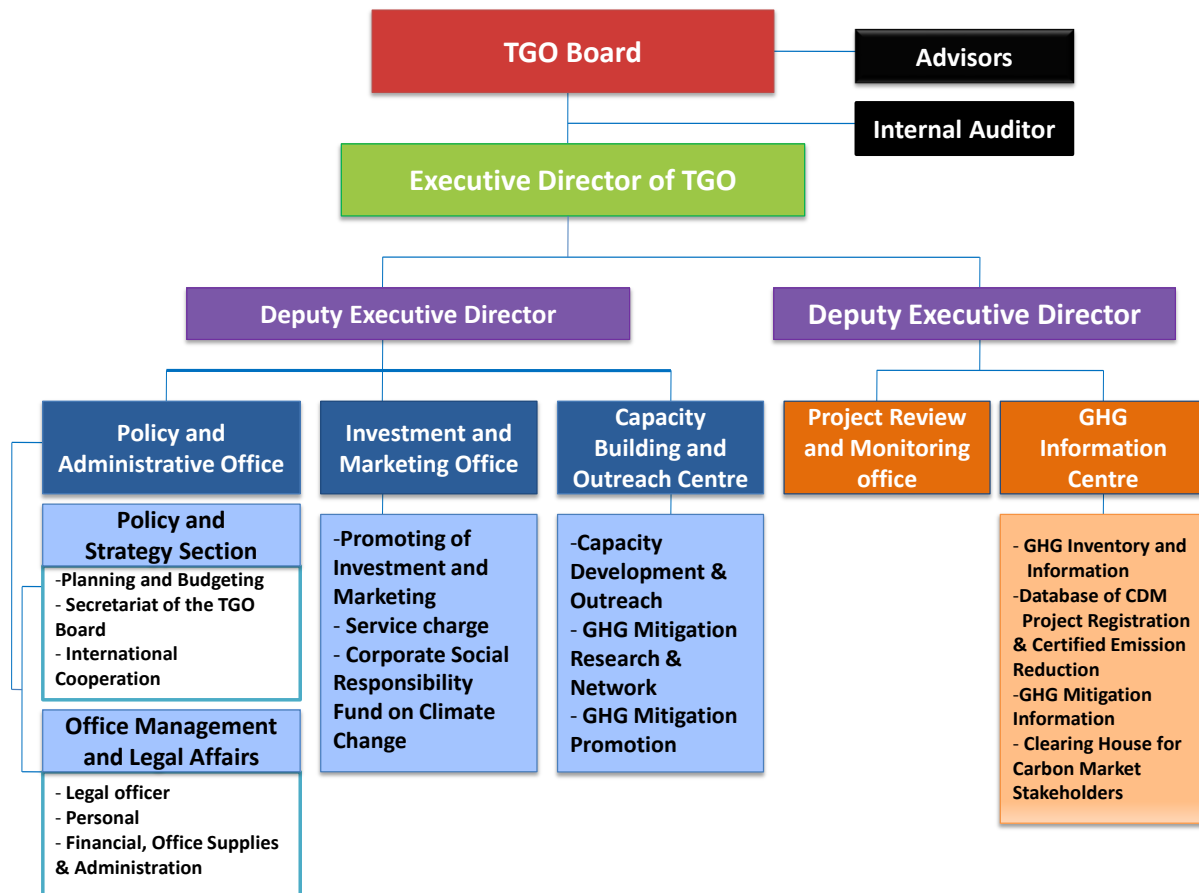 TGO Board
Advisors
Internal Auditor
Executive Director of TGO
Deputy Executive Director
Deputy Executive Director
Policy and
Administrative Office
Investment and
Marketing Office
Capacity
Building and
Outreach Centre
Project Review
and Monitoring
office
GHG
Information
Centre
Policy and
Strategy Section
-Planning and Budgeting
- Secretariat of the TGO
Board
- International
Cooperation
Office Management
and Legal Affairs
- Legal officer
- Personal
- Financial, Office Supplies
& Administration
-Promoting of
Investment and
Marketing
- Service charge
- Corporate Social
Responsibility
Fund on Climate
Change
-Capacity
Development &
Outreach
- GHG Mitigation
Research &
Network
- GHG Mitigation
Promotion
- GHG Inventory and
Information
-Database of CDM
Project Registration
& Certified Emission
Reduction
-GHG Mitigation
Information
- Clearing House for
Carbon Market
Stakeholders